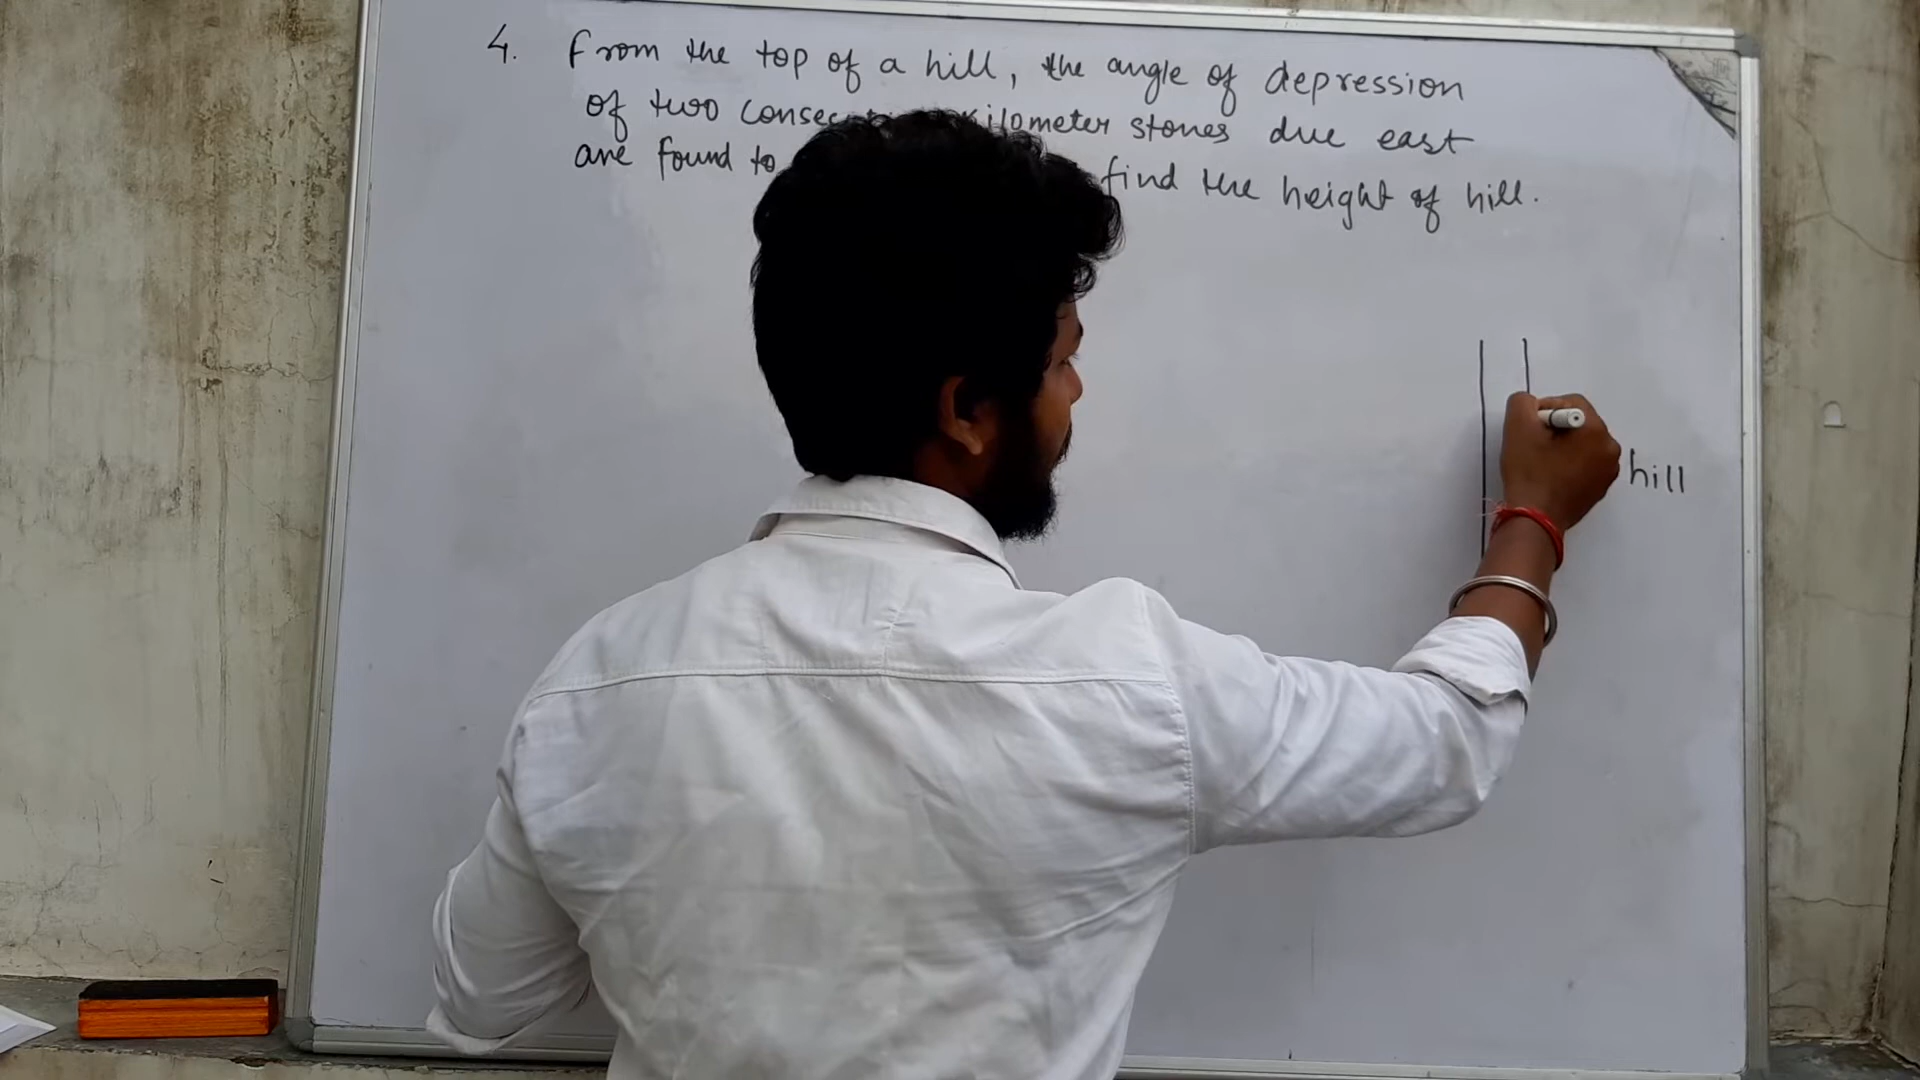 4. From the top of a hill, the angle of depression
of two kilometer stones due east
are found to find the height of hill.
hill